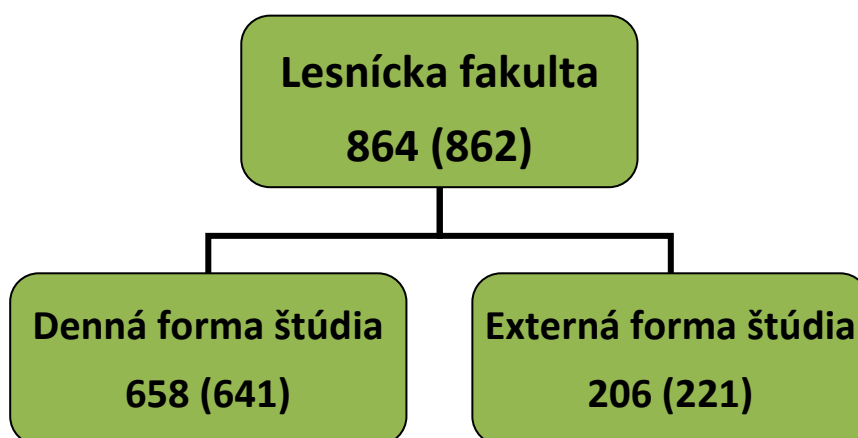 Lesnícka fakulta
864 (862)
Denná forma štúdia
658 (641)
Externá forma štúdia
206 (221)